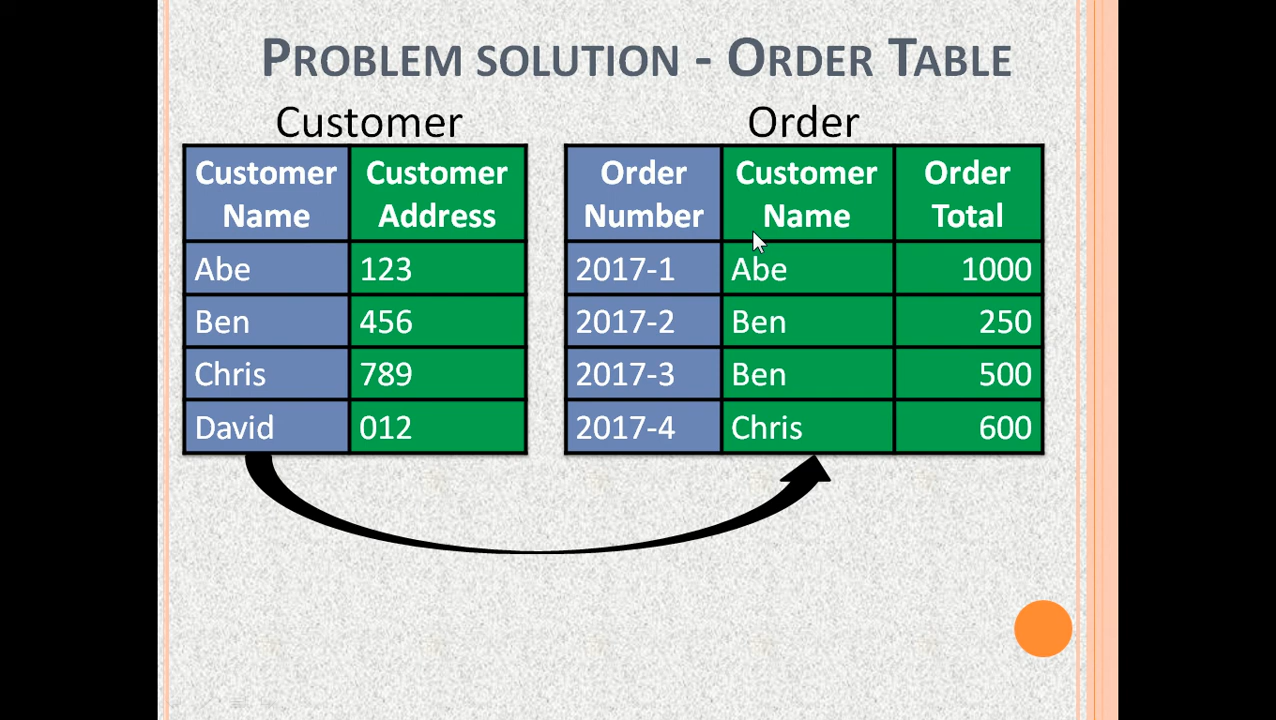 PROBLEM SOLUTION - ORDER TABLE
Customer
Customer Name Customer Address
Abe 123
Ben 456
Chris 789
David 012
Order
Order Number Customer Name Order Total
2017-1 Abe 1000
2017-2 Ben 250
2017-3 Ben 500
2017-4 Chris 600